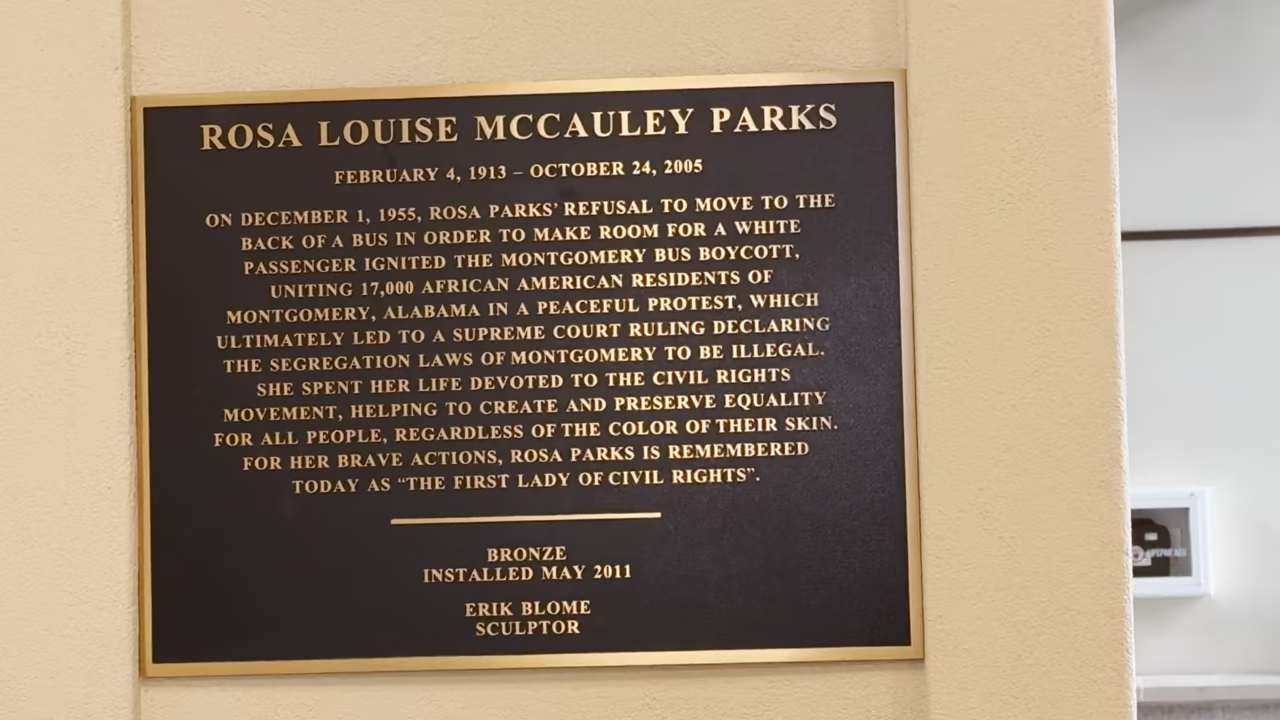 ROSA LOUISE MCCAULEY PARKS
FEBRUARY 4, 1913 – OCTOBER 24, 2005
ON DECEMBER 1, 1955, ROSA PARKS' REFUSAL TO MOVE TO THE
BACK OF A BUS IN ORDER TO MAKE ROOM FOR A WHITE
PASSENGER IGNITED THE MONTGOMERY BUS BOYCOTT,
UNITING 17,000 AFRICAN AMERICAN RESIDENTS OF
MONTGOMERY, ALABAMA IN A PEACEFUL PROTEST, WHICH
ULTIMATELY LED TO A SUPREME COURT RULING DECLARING
THE SEGREGATION LAWS OF MONTGOMERY TO BE ILLEGAL.
SHE SPENT HER LIFE DEVOTED TO THE CIVIL RIGHTS
MOVEMENT, HELPING TO CREATE AND PRESERVE EQUALITY
FOR ALL PEOPLE, REGARDLESS OF THE COLOR OF THEIR SKIN.
FOR HER BRAVE ACTIONS, ROSA PARKS IS REMEMBERED
TODAY AS “THE FIRST LADY OF CIVIL RIGHTS”.
BRONZE
INSTALLED MAY 2011
ERIK BLOME
SCULPTOR